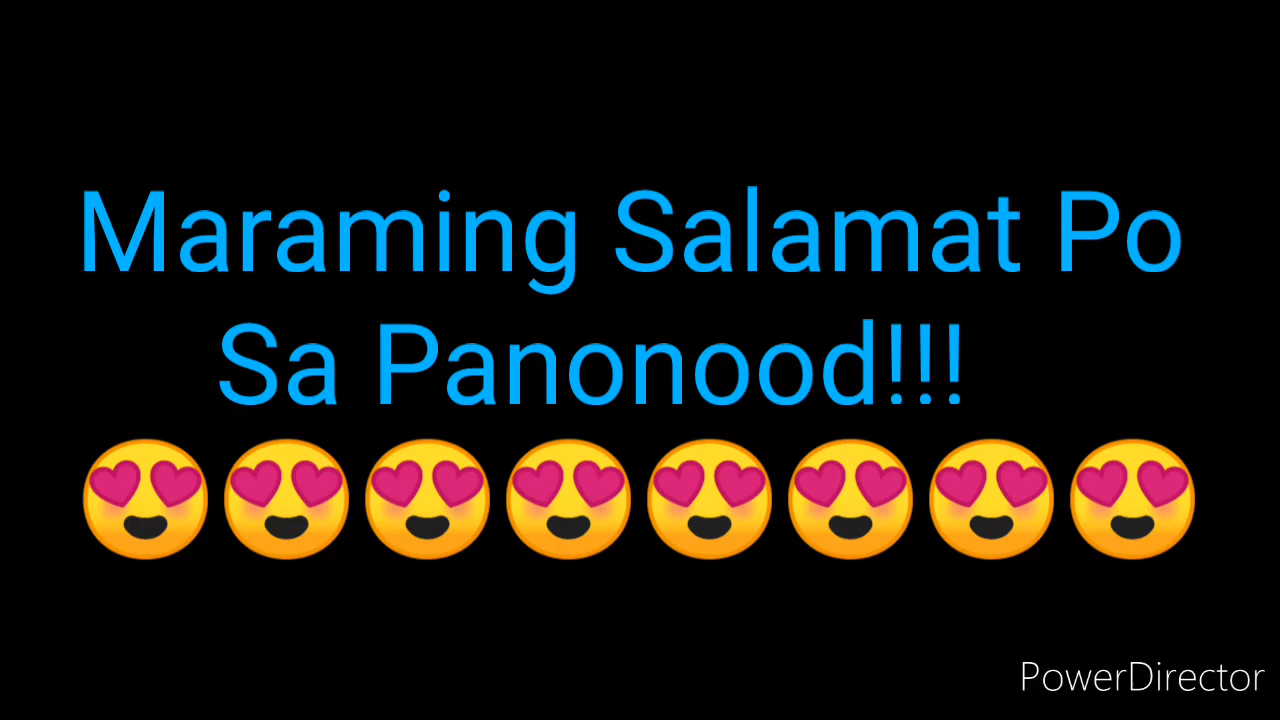 Maraming Salamat Po
Sa Panonood!!!
😍😍😍😍😍😍😍😍
PowerDirector